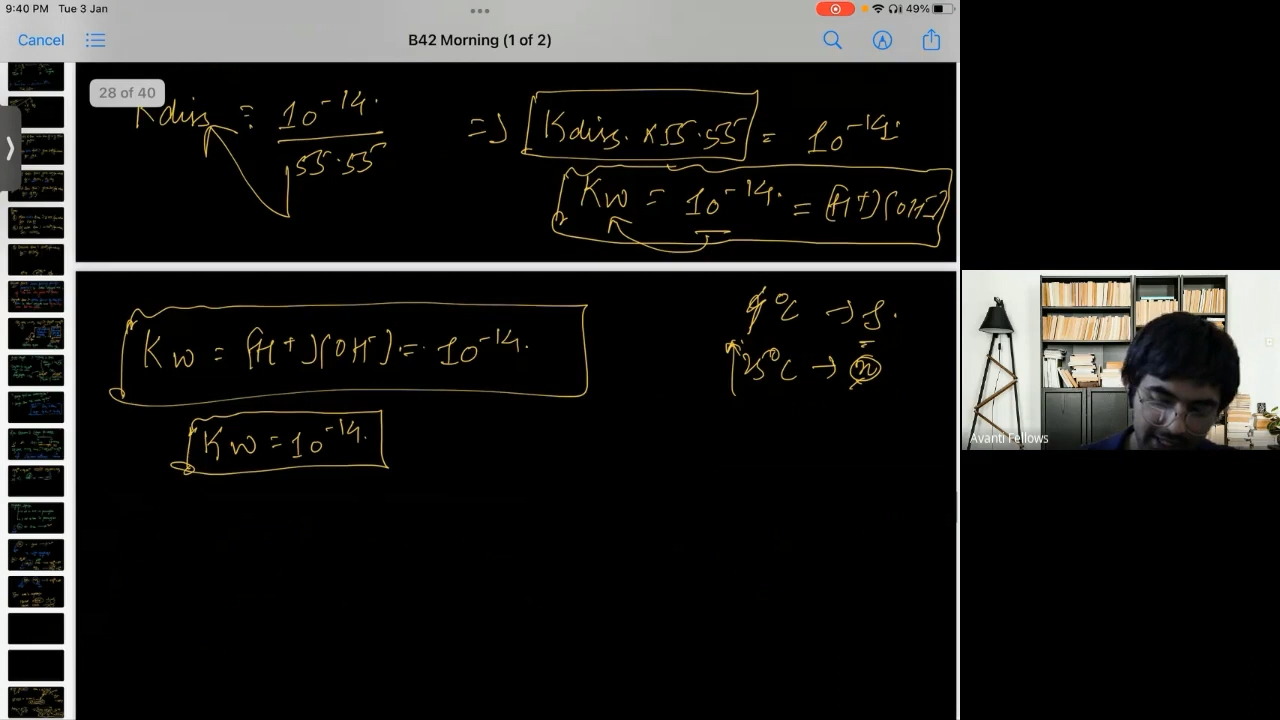 9:40 PM Tue 3 Jan
49%
Cancel
B42 Morning (1 of 2)
28 of 40
Kdiss = 10⁻¹⁴ / 55.55 => Kdiss × 55.55 = 10⁻¹⁴
Kw = 10⁻¹⁴ = [H⁺][OH⁻]
Kw = [H⁺][OH⁻] = 10⁻¹⁴
25°C →
Kw = 10⁻¹⁴
Avanti Fellows